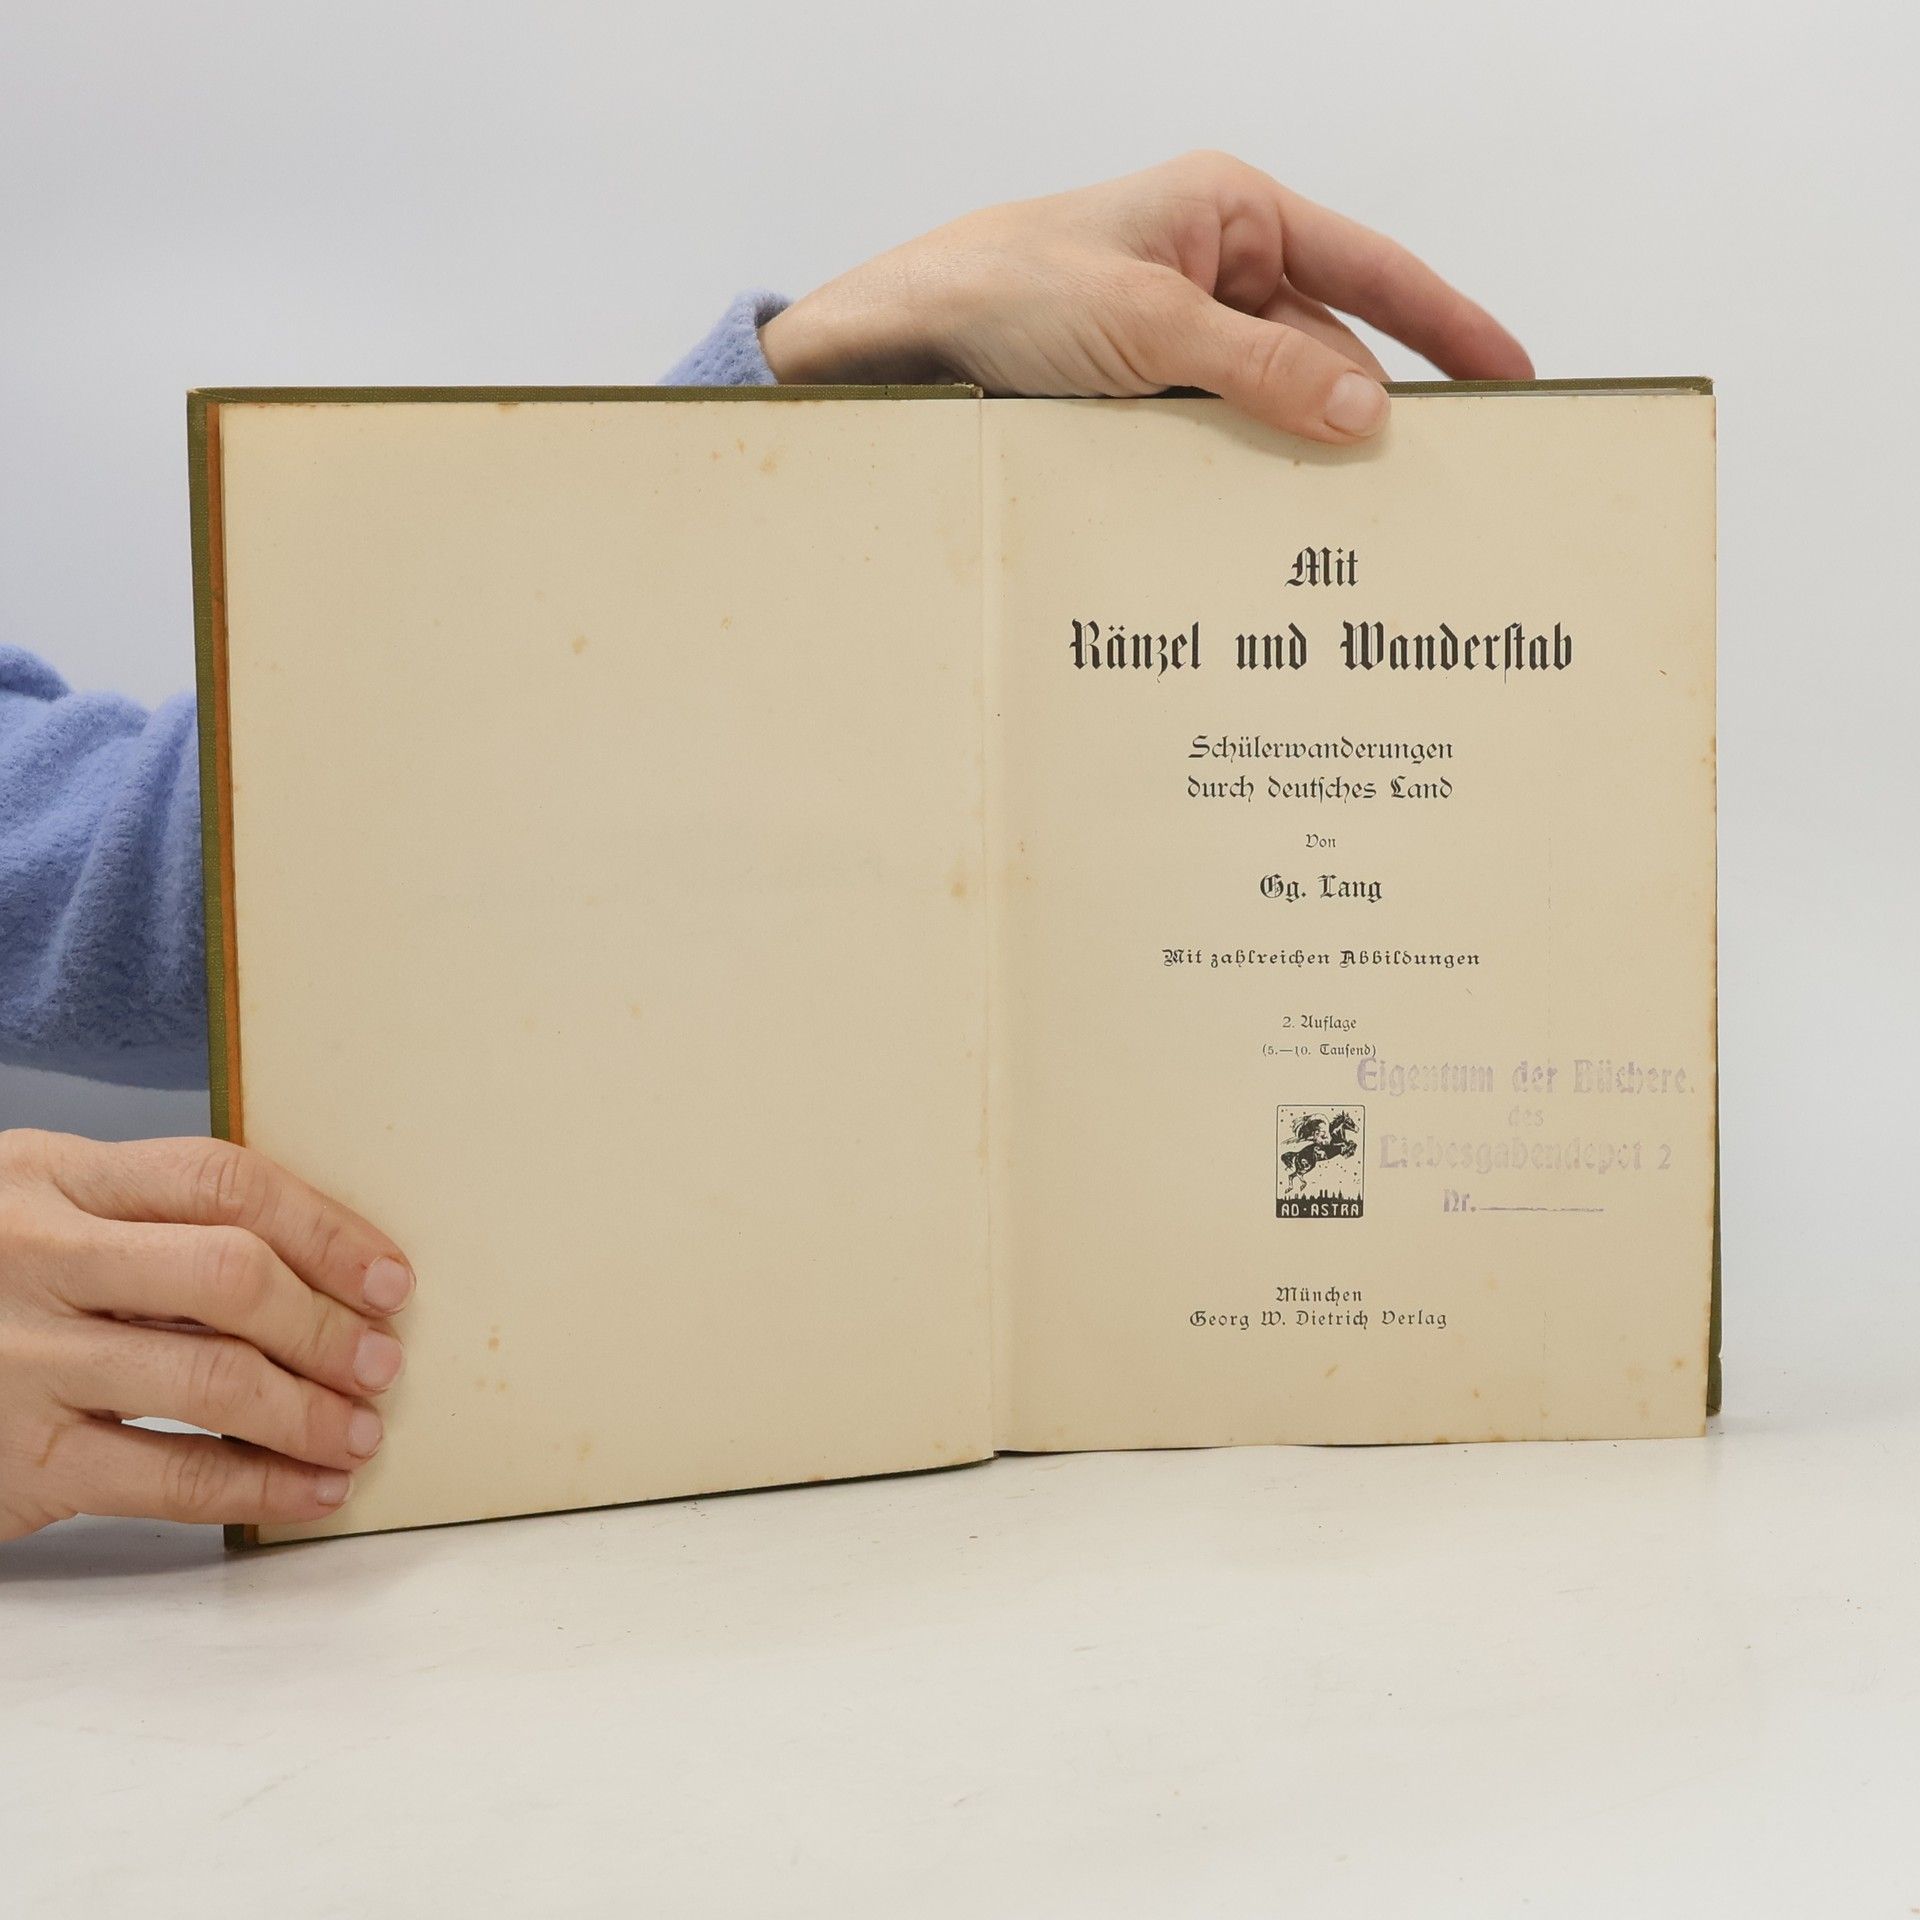 Mit
Ränzel und Wanderſtab
Schülerwanderungen
durch deutſches Land
Von
Gg. Lang
Mit zahlreichen Abbildungen
2. Auflage
(5.—10. Tauſend)
Eigentum der Bücherei
des
Liebesgabendepot 2
Nr.
AD · ASTRA
München
Georg W. Dietrich Verlag